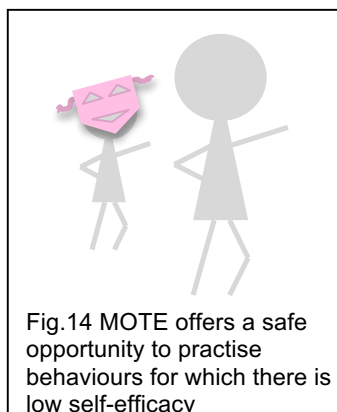 Fig.14 MOTE offers a safe
opportunity to practise
behaviours for which there is
low self-efficacy